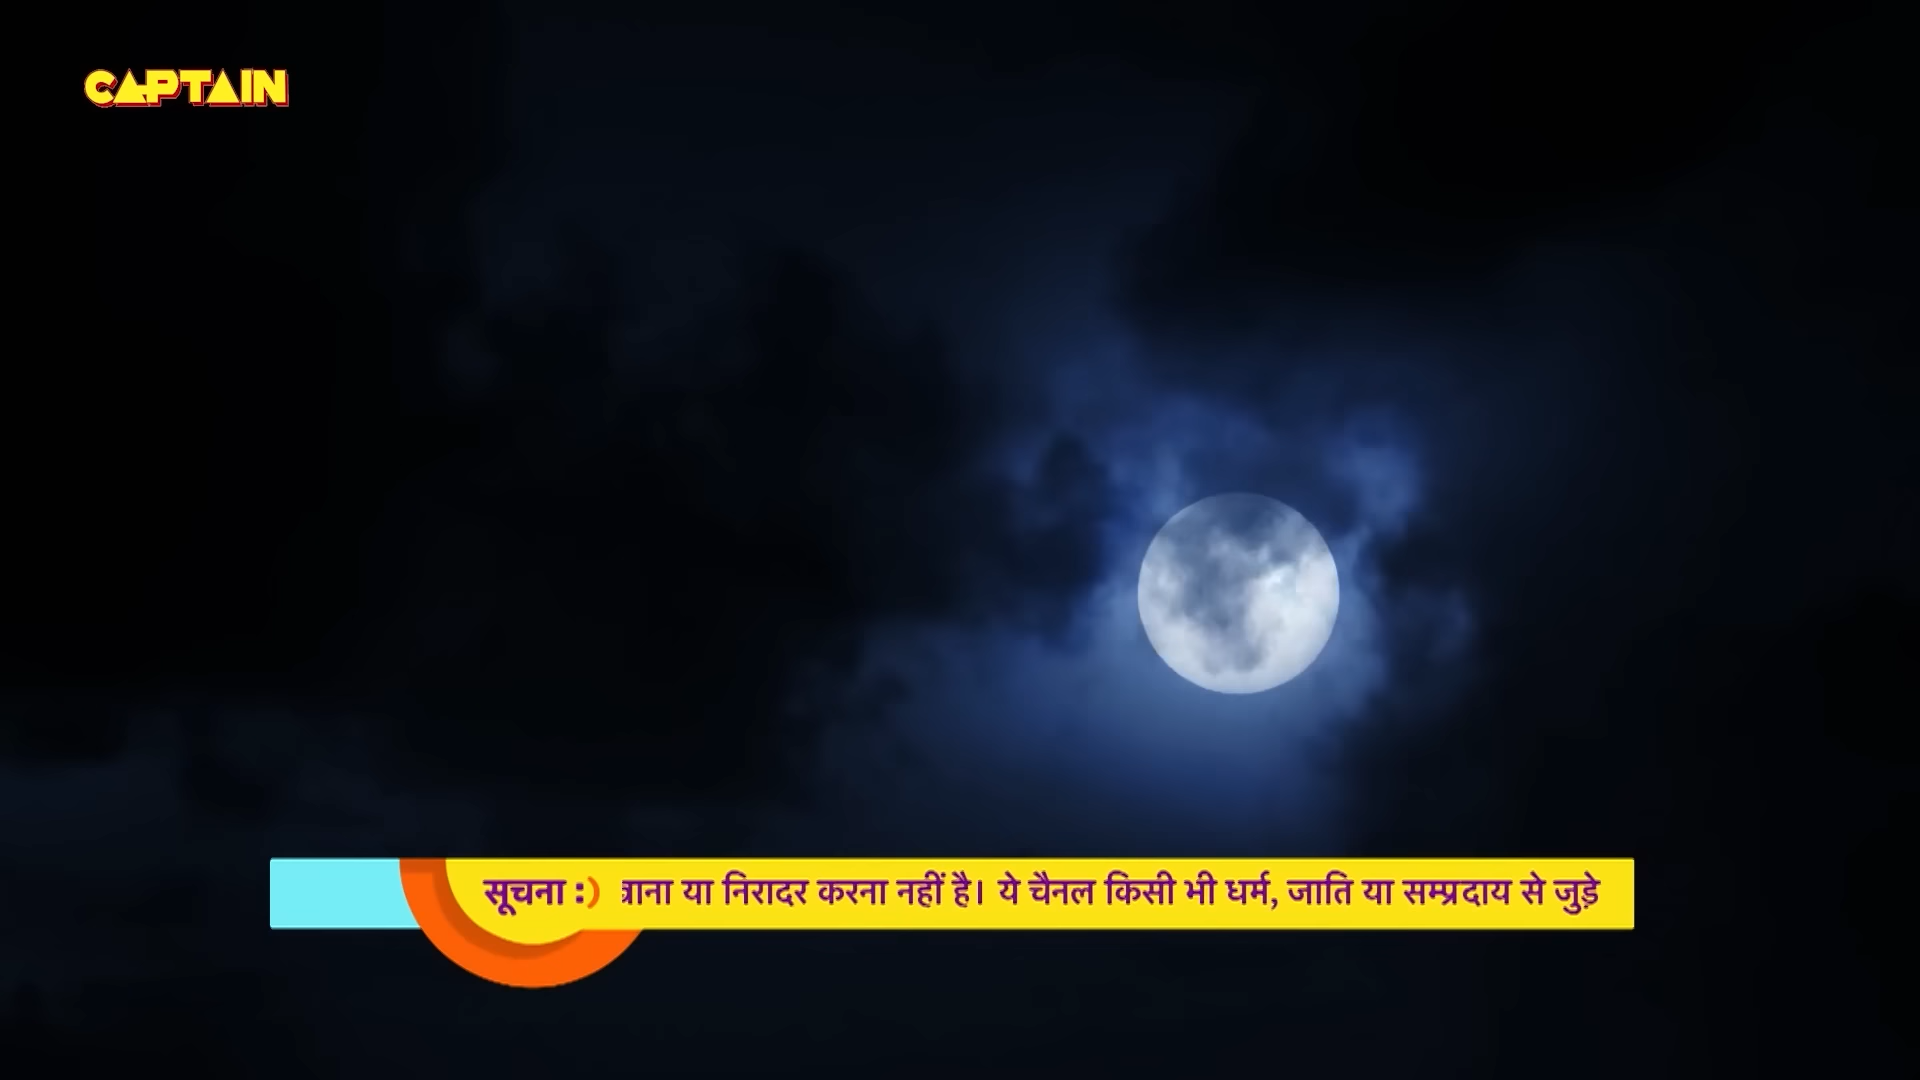 CAPTAIN
सूचना : या निरादर करना नहीं है। ये चैनल किसी भी धर्म, जाति या सम्प्रदाय से जुड़े